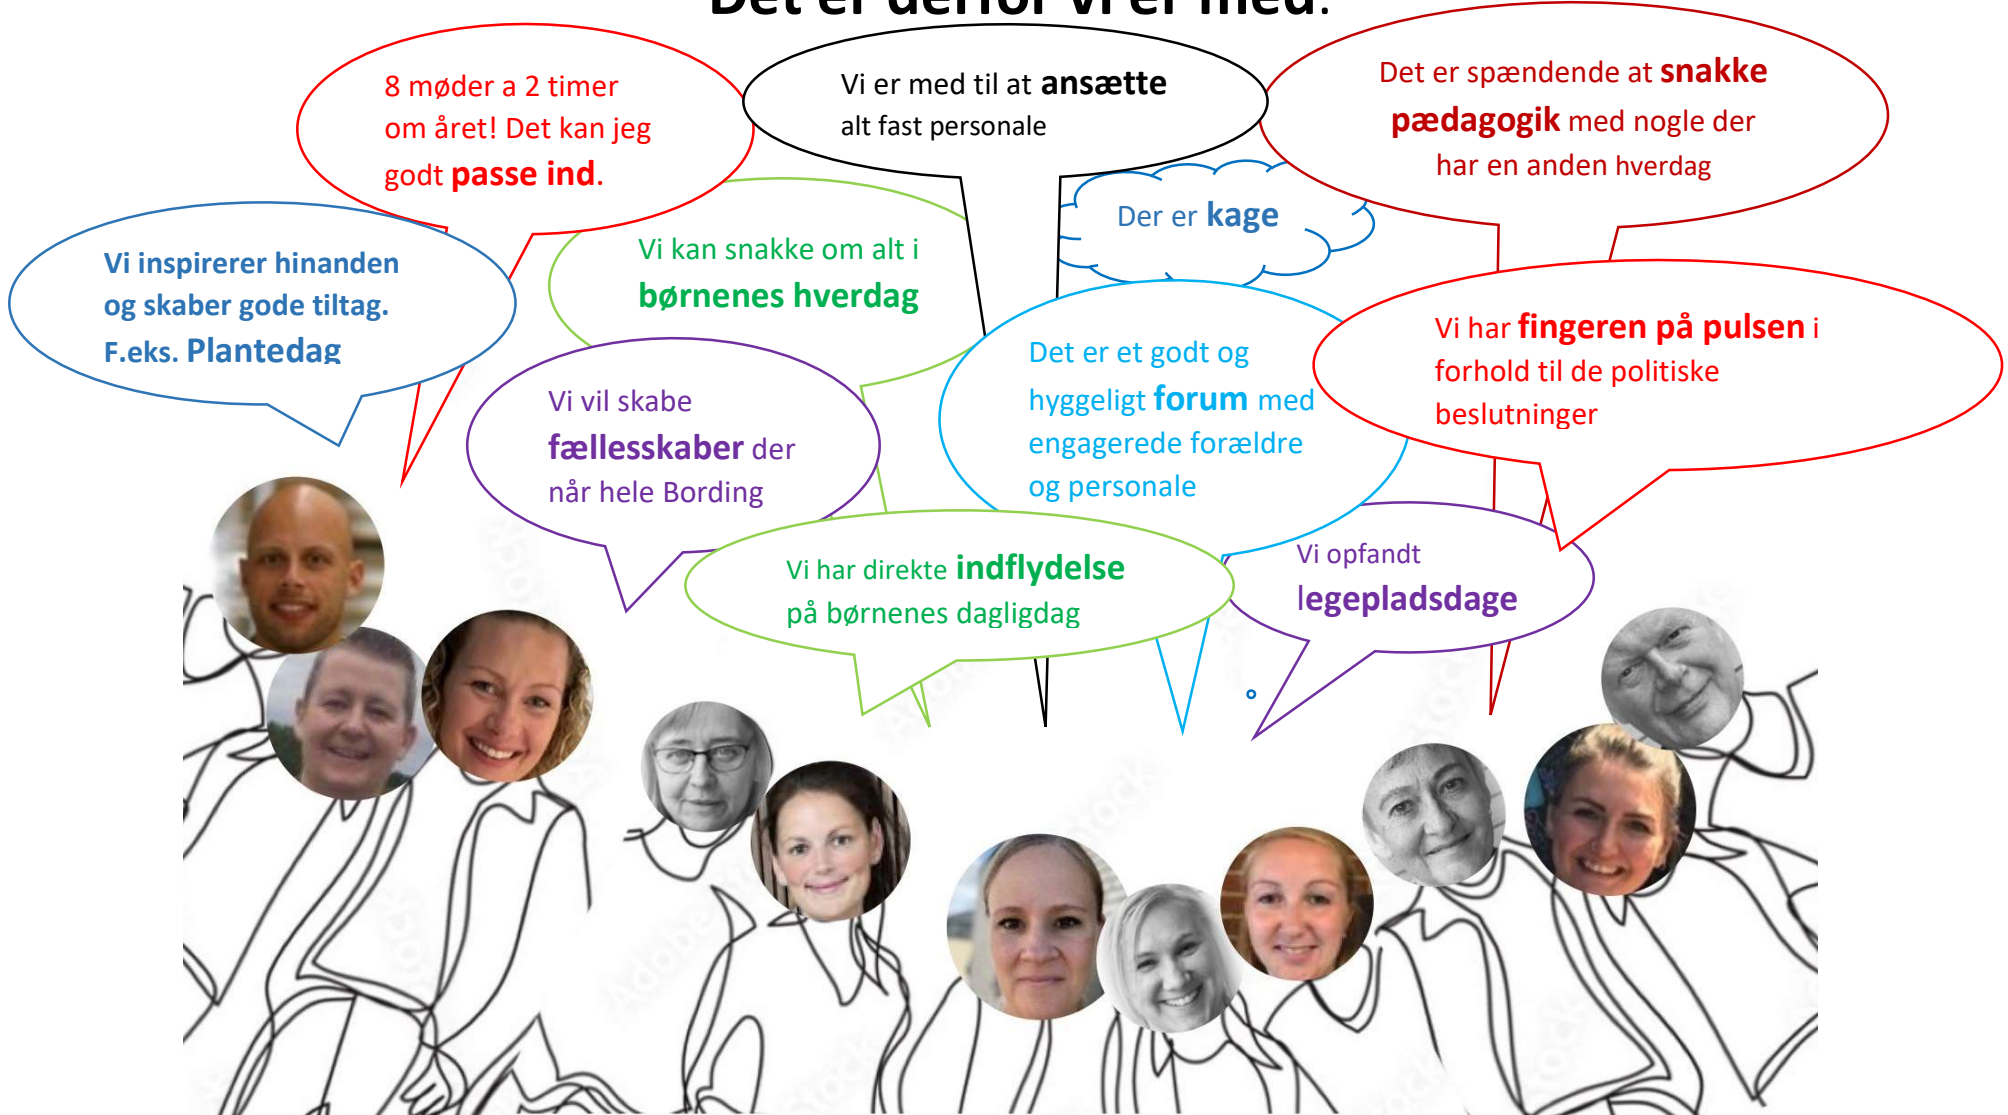 Det er derfor vi er med:
8 møder a 2 timer
om året! Det kan jeg
godt passe ind.
Vi er med til at ansætte
alt fast personale
Det er spændende at snakke
pædagogik med nogle der
har en anden hverdag
Der er kage
Vi inspirerer hinanden
og skaber gode tiltag.
F.eks. Plantedag
Vi kan snakke om alt i
børnenes hverdag
Vi har fingeren på pulsen i
forhold til de politiske
beslutninger
Vi vil skabe
fællesskaber der
når hele Bording
Det er et godt og
hyggeligt forum med
engagerede forældre
og personale
Vi har direkte indflydelse
på børnenes dagligdag
Vi opfandt
legepladsdage